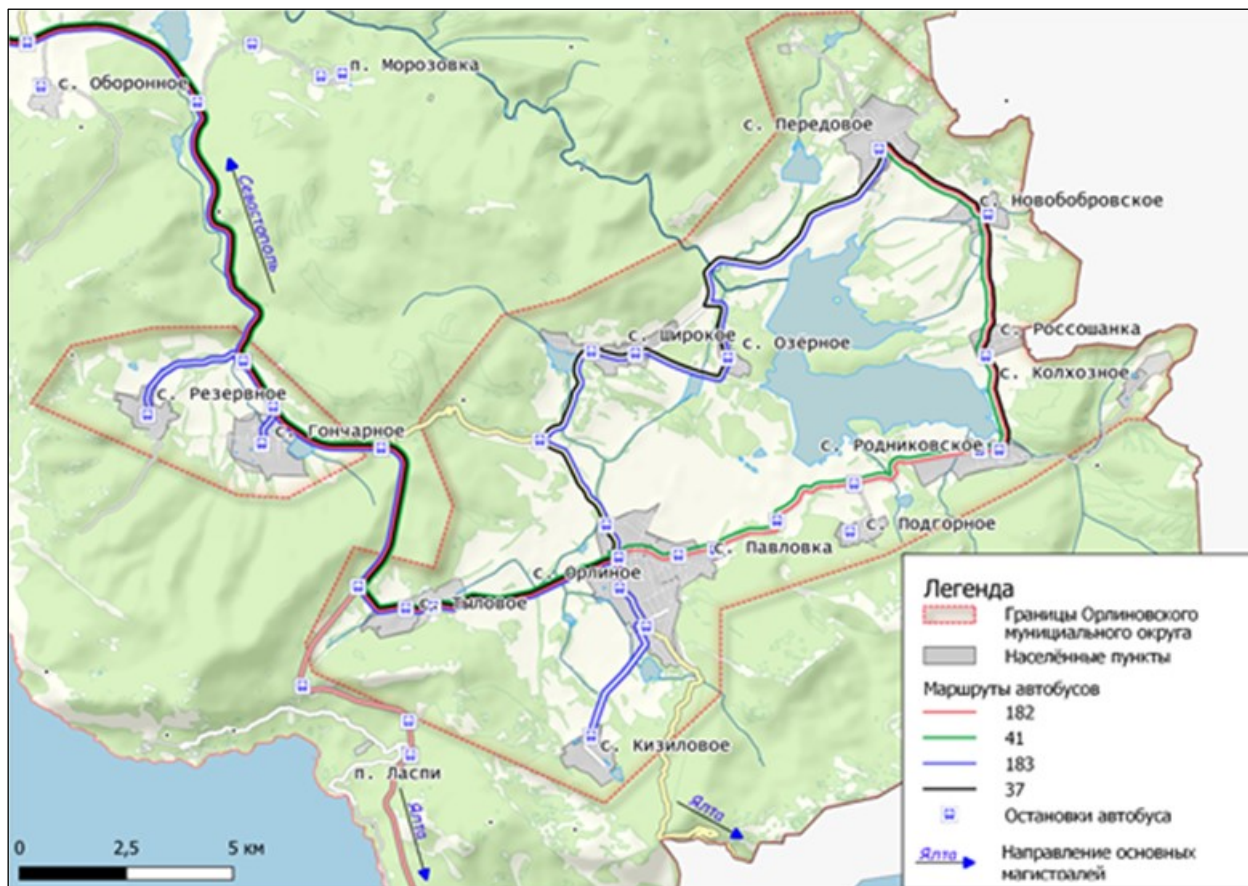 п. Морозовка
с. Оборонное
с. Передовое
Севастополь
с. Новобобровское
с. Широкое
с. Озёрное
с. Россошанка
с. Колхозное
с. Резервное
с. Гончарное
с. Родниковское
с. Подгорное
с. Павловка
с. Орлиное
с. Тыловое
с. Кизиловое
п. Ласпи
Ялта
Ялта
0 2,5 5 км
Легенда
Границы Орлиновского
муниципального округа
Населённые пункты
Маршруты автобусов
182
41
183
37
Остановки автобуса
Ялта
Направление основных
магистралей